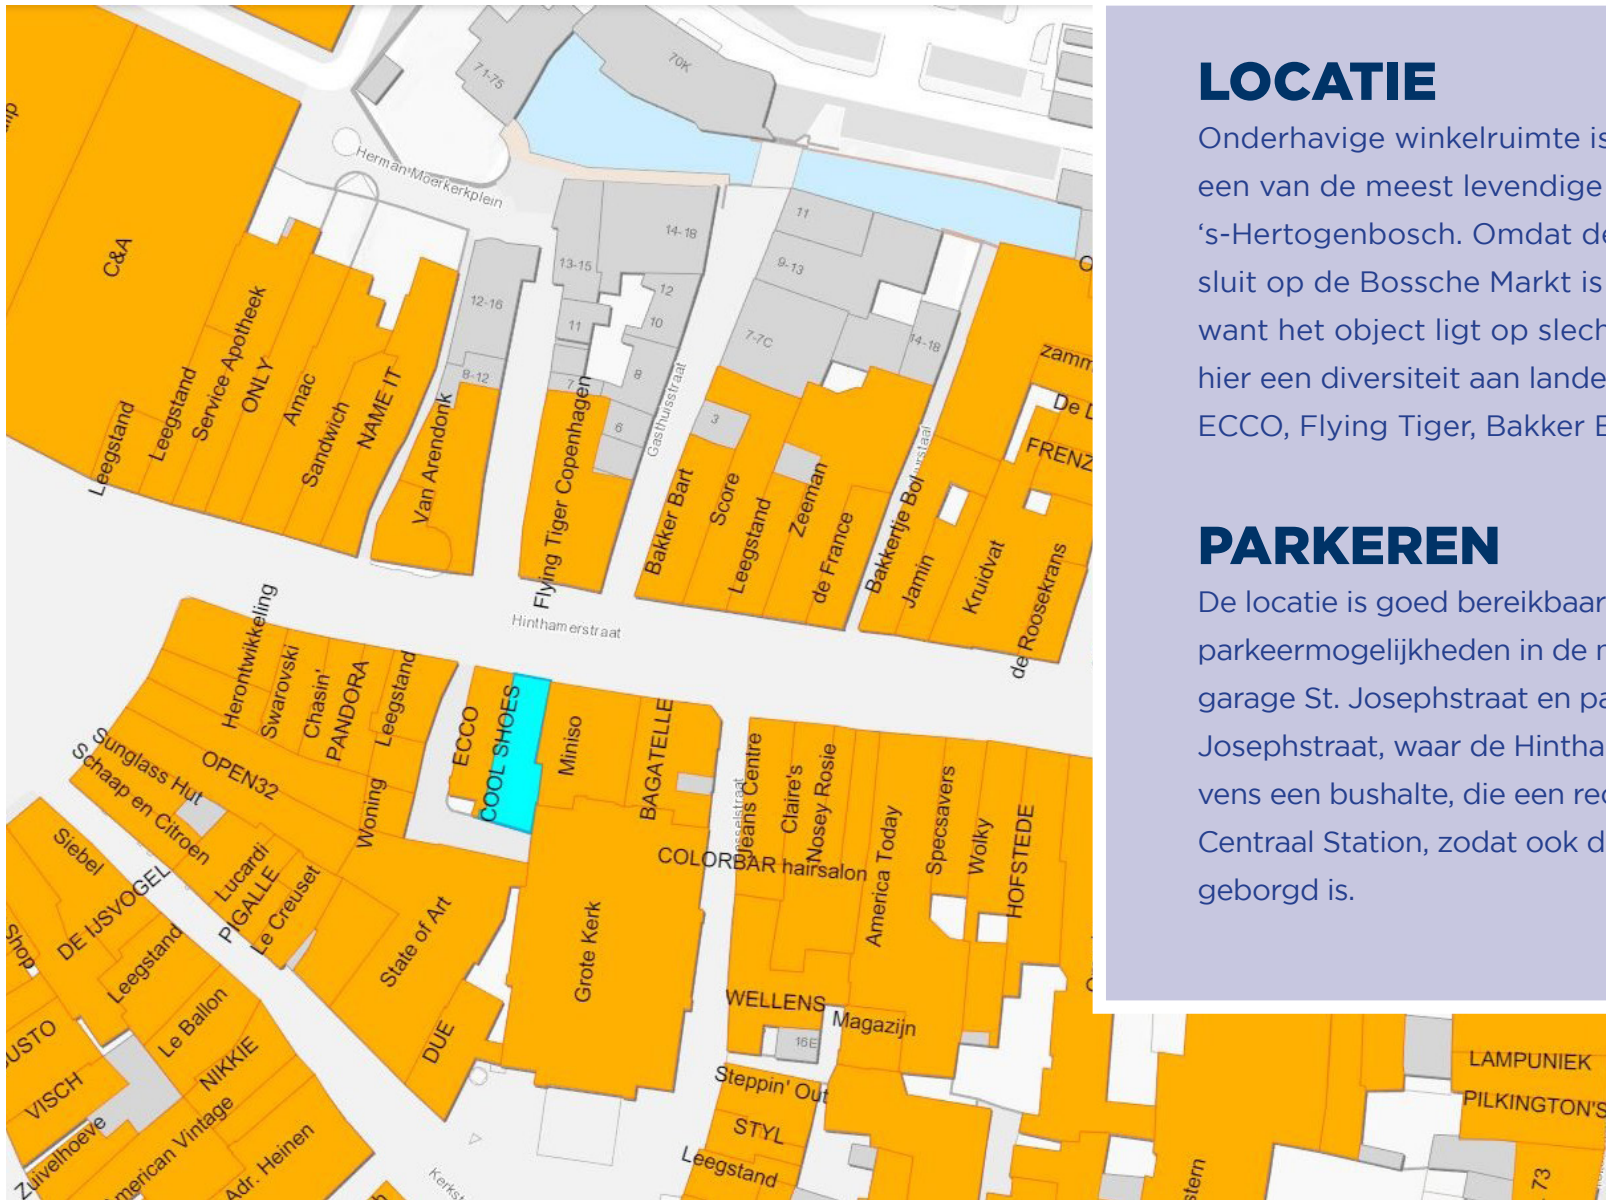 71-75
70K
Herman Moerkerkplein
C&A
11
14-18
9-13
13-15
12-16
12
10
11
7-7C
14-18
8-12
7
8
6
3
Gasthuisstraat
Leegstand
Leegstand
Service Apotheek
ONLY
Amac
Sandwich
NAME IT
Van Arendonk
Flying Tiger Copenhagen
Bakker Bart
Score
Leegstand
Zeeman
de France
Bakkertje Bol
Jamin
Kruidvat
de Roosekrans
zamm
De L
FRENZ
Hinthamerstraat
Herontwikkeling
Swarovski
Chasin'
PANDORA
Leegstand
ECCO
COOL SHOES
Miniso
BAGATELLE
Jeans Centre
Claire's
Nosey Rosie
America Today
Specsavers
Wolky
HOFSTEDE
COLORBAR hairsalon
Sunglass Hut
Schaap en Citroen
OPEN32
Woning
Siebel
DE IJSVOGEL
Lucardi
PIGALLE
Le Creuset
State of Art
Grote Kerk
DUE
WELLENS
Magazijn
16E
Shop
Leegstand
Le Ballon
NIKKIE
USTO
VISCH
Zuivelhoeve
merican Vintage
Adr. Heinen
Kerkst
Steppin' Out
STYL
Leegstand
stern
LAMPUNIEK
PILKINGTON'S
73
LOCATIE
Onderhavige winkelruimte is
een van de meest levendige
‘s-Hertogenbosch. Omdat de
sluit op de Bossche Markt is
want het object ligt op slech
hier een diversiteit aan lande
ECCO, Flying Tiger, Bakker B
PARKEREN
De locatie is goed bereikbaar
parkeermogelijkheden in de n
garage St. Josephstraat en pa
Josephstraat, waar de Hintha
vens een bushalte, die een rec
Centraal Station, zodat ook d
geborgd is.